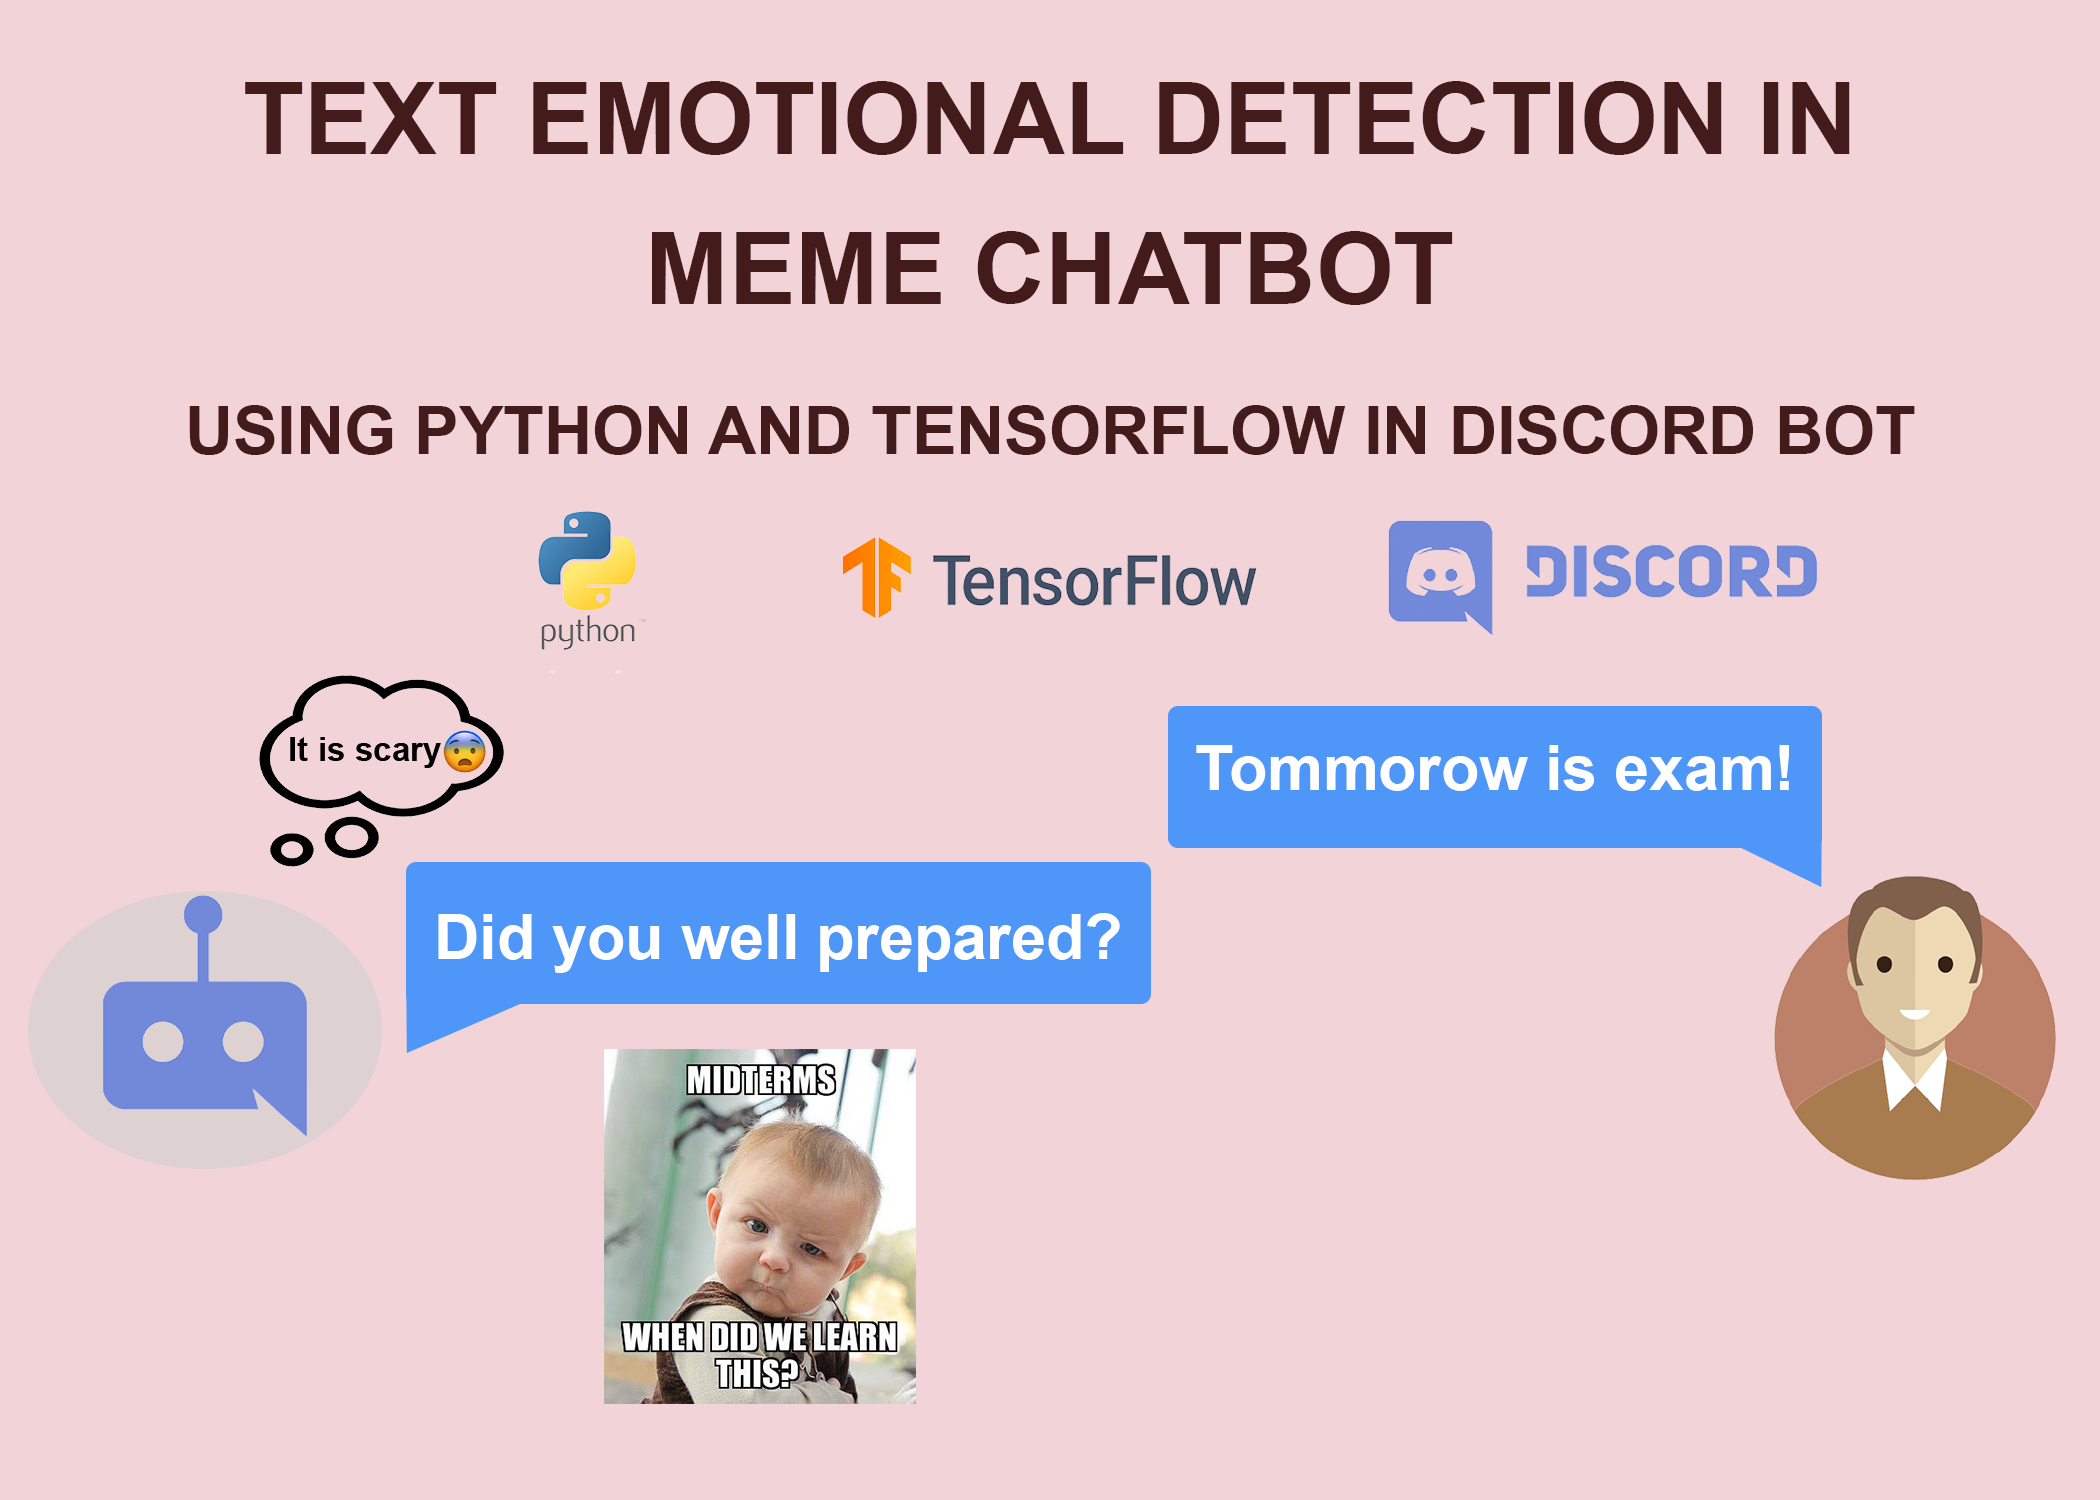 TEXT EMOTIONAL DETECTION IN
MEME CHATBOT
USING PYTHON AND TENSORFLOW IN DISCORD BOT
python
TensorFlow
DISCORD
It is scary😨
Tommorow is exam!
Did you well prepared?
MIDTERMS
WHEN DID WE LEARN
THIS?